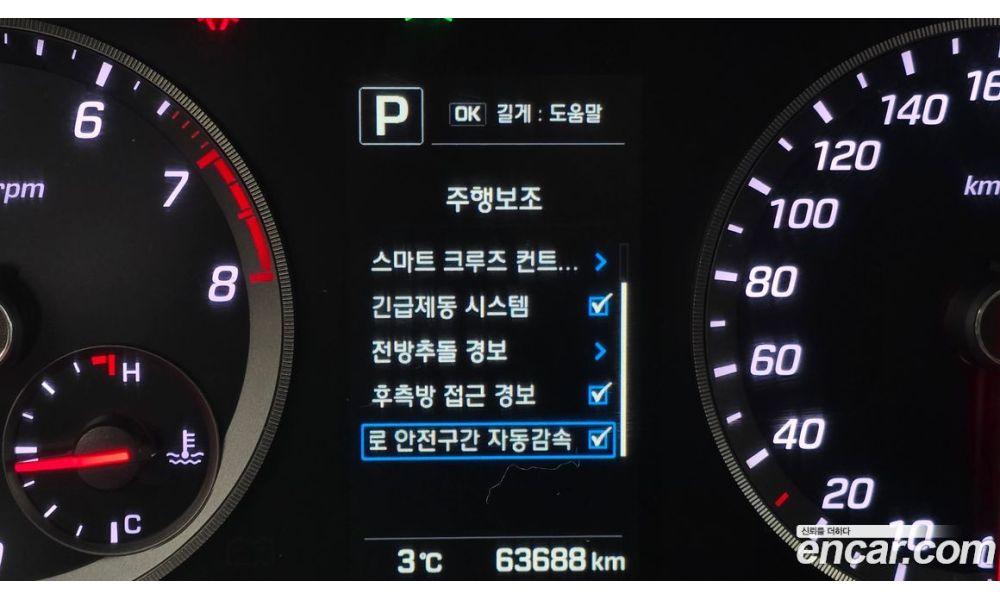 P
OK 길게 : 도움말
주행보조
스마트 크루즈 컨트...
긴급제동 시스템
전방추돌 경보
후측방 접근 경보
로 안전구간 자동감속
3°C
63688 km
6
7
8
rpm
H
C
140
120
100
80
60
40
20
신뢰를 더하다
encar.com